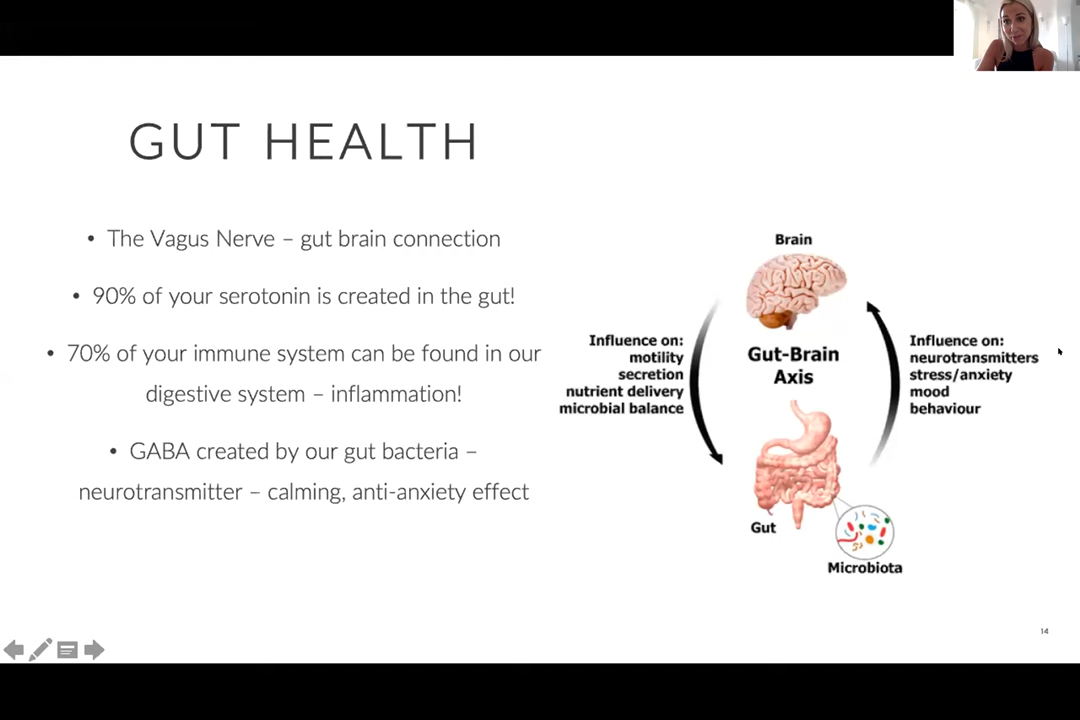 GUT HEALTH
• The Vagus Nerve – gut brain connection
• 90% of your serotonin is created in the gut!
• 70% of your immune system can be found in our
digestive system – inflammation!
• GABA created by our gut bacteria –
neurotransmitter – calming, anti-anxiety effect
Brain
Influence on:
motility
secretion
nutrient delivery
microbial balance
Gut-Brain
Axis
Influence on:
neurotransmitters
stress/anxiety
mood
behaviour
Gut
Microbiota
14